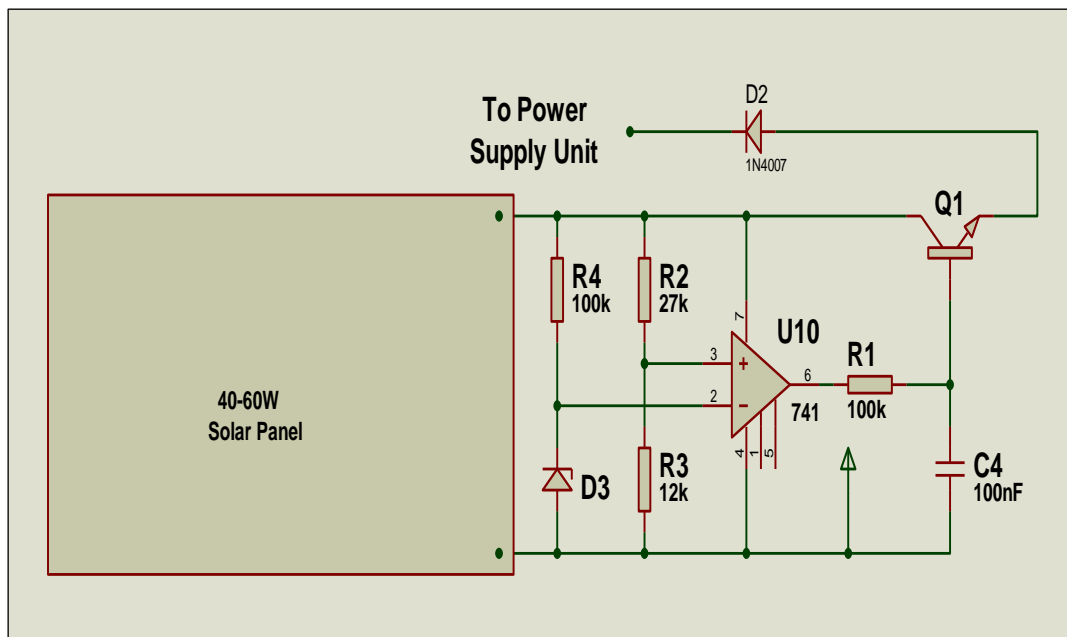 D2
To Power
Supply Unit
1N4007
Q1
R4
100k
R2
27k
7
U10
3
+
6
R1
2
-
741
100k
40-60W
Solar Panel
4
1
5
R3
12k
D3
C4
100nF